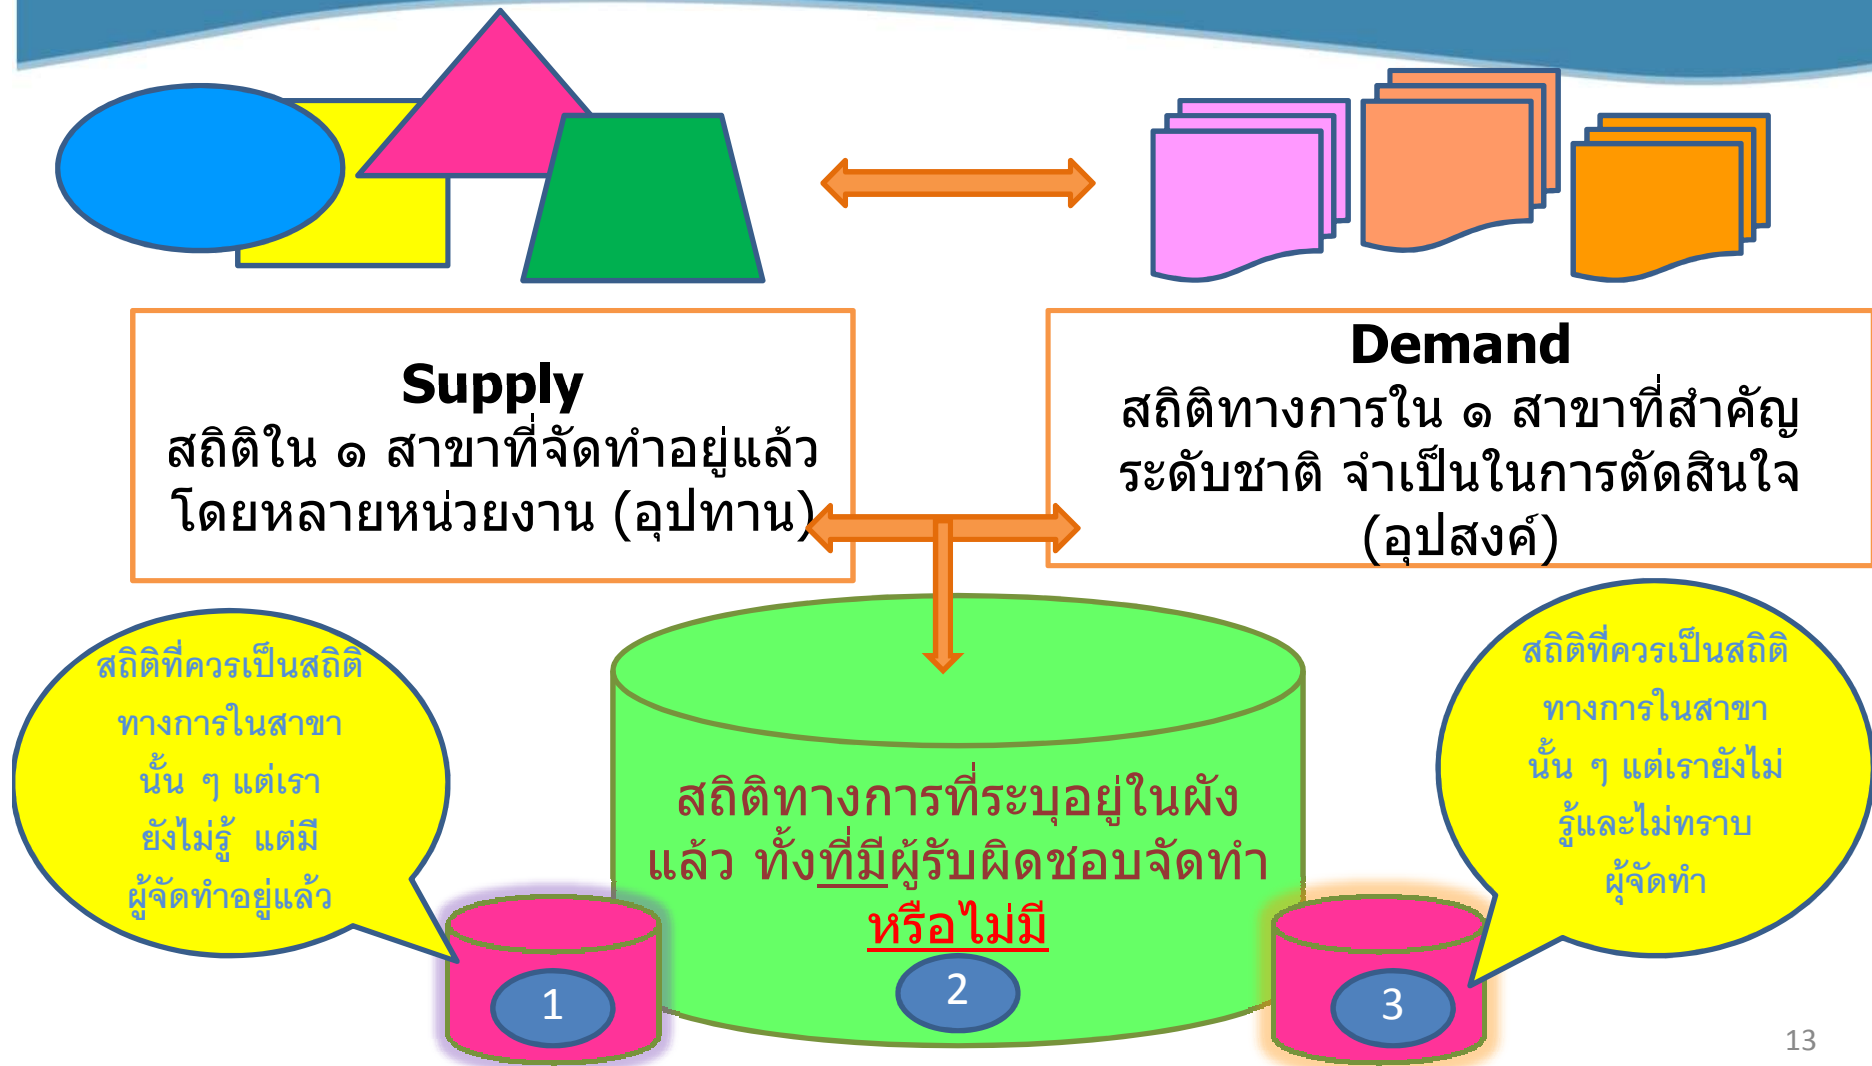 Supply
สถิติใน ๑ สาขาที่จัดทำอยู่แล้ว
โดยหลายหน่วยงาน (อุปทาน)
Demand
สถิติทางการใน ๑ สาขาที่สำคัญ
ระดับชาติ จำเป็นในการตัดสินใจ
(อุปสงค์)
สถิติที่ควรเป็นสถิติ
ทางการในสาขา
นั้น ๆ แต่เรา
ยังไม่รู้ แต่มี
ผู้จัดทำอยู่แล้ว
สถิติทางการที่ระบุอยู่ในผัง
แล้ว ทั้งที่มีผู้รับผิดชอบจัดทำ
หรือไม่มี
สถิติที่ควรเป็นสถิติ
ทางการในสาขา
นั้น ๆ แต่เรายังไม่
รู้และไม่ทราบ
ผู้จัดทำ
1
2
3
13